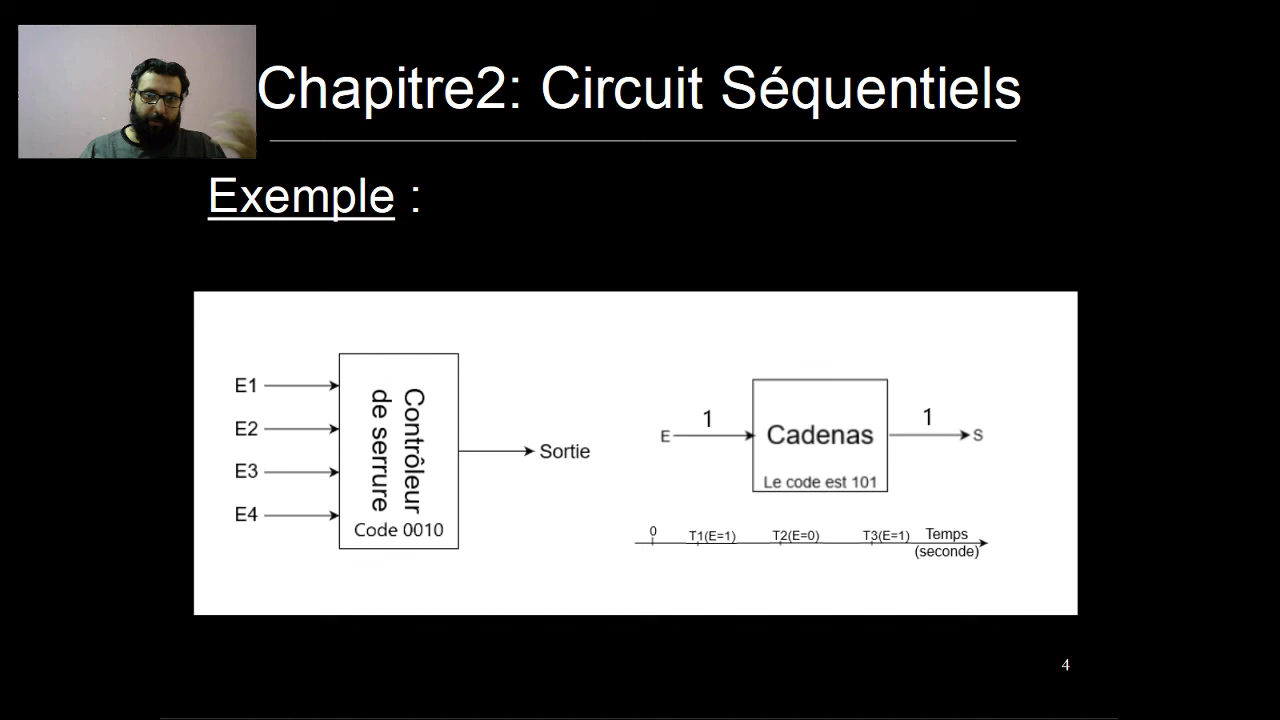 Chapitre2: Circuit Séquentiels
Exemple :
E1
E2
E3
E4
Contrôleur
de serrure
Code 0010
Sortie
E
1
Cadenas
Le code est 101
1
S
0
T1(E=1)
T2(E=0)
T3(E=1)
Temps
(seconde)
4